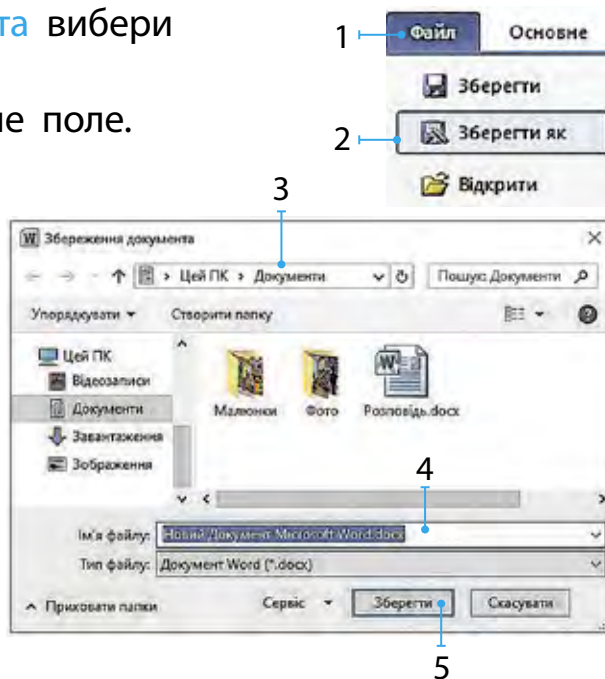 та вибери
е поле.
1
Файл Основне
Зберегти
2
Зберегти як
Відкрити
3
W Збереження документа
Цей ПК › Документи
Пошук: Документи
Упорядкувати
Створити папку
Цей ПК
Відеозаписи
Документи
Завантаження
Зображення
Малюнки
Фото
Розповідь.docx
4
Ім'я файлу: Новий Документ Microsoft Word.docx
Тип файлу: Документ Word (*.docx)
Приховати папки
Сервіс
Зберегти
Скасувати
5